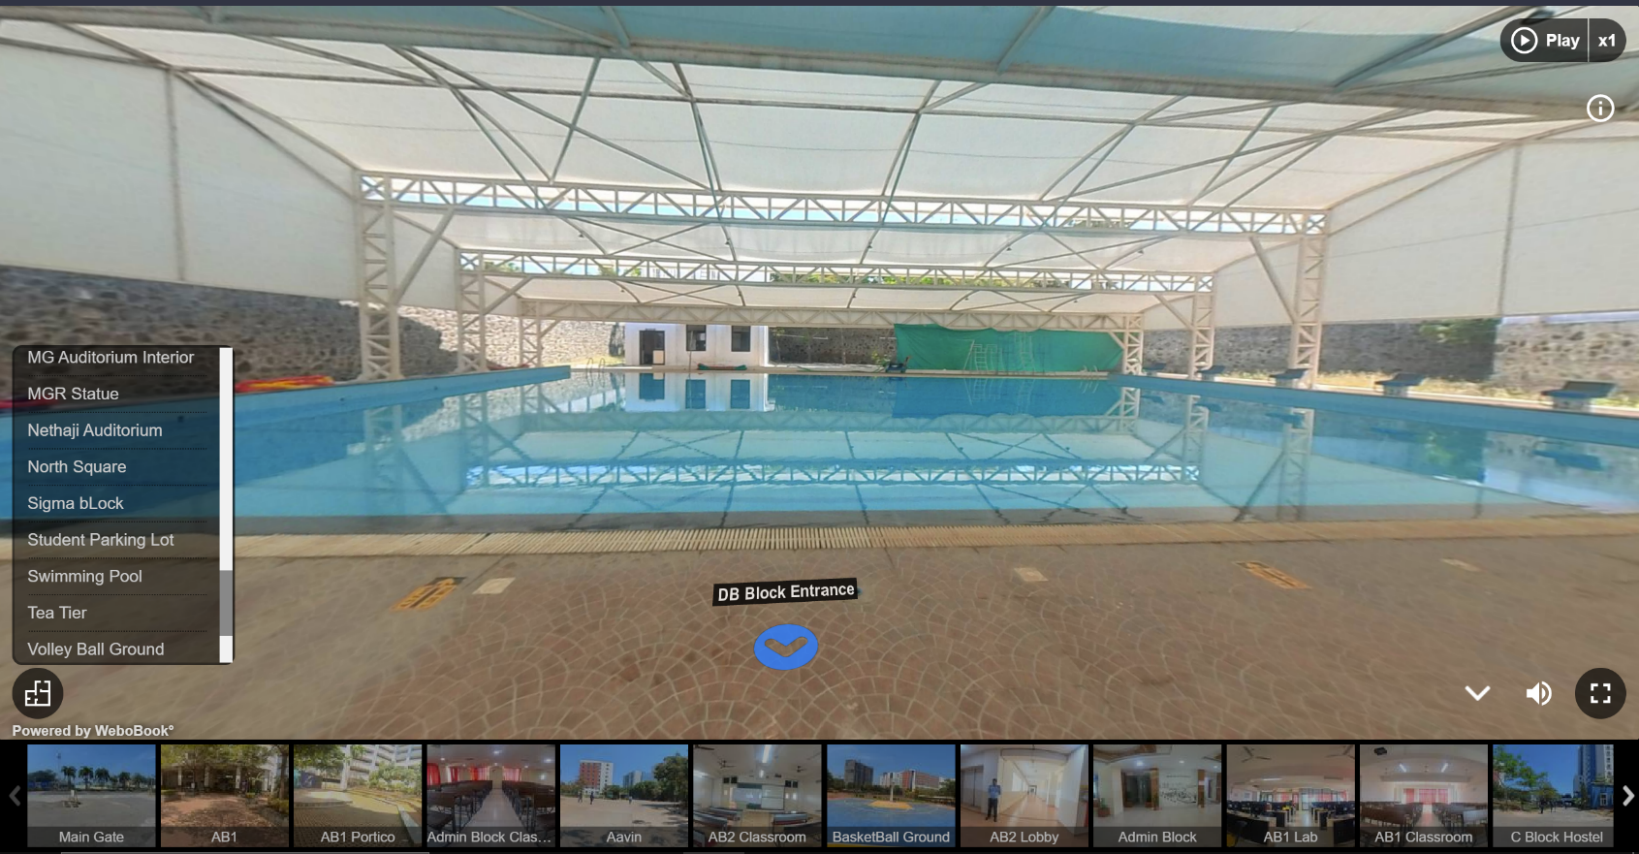 Play x1
MG Auditorium Interior
MGR Statue
Nethaji Auditorium
North Square
Sigma bLock
Student Parking Lot
Swimming Pool
Tea Tier
Volley Ball Ground
DB Block Entrance
Powered by WeboBook°
Main Gate
AB1
AB1 Portico
Admin Block Clas...
Aavin
AB2 Classroom
BasketBall Ground
AB2 Lobby
Admin Block
AB1 Lab
AB1 Classroom
C Block Hostel